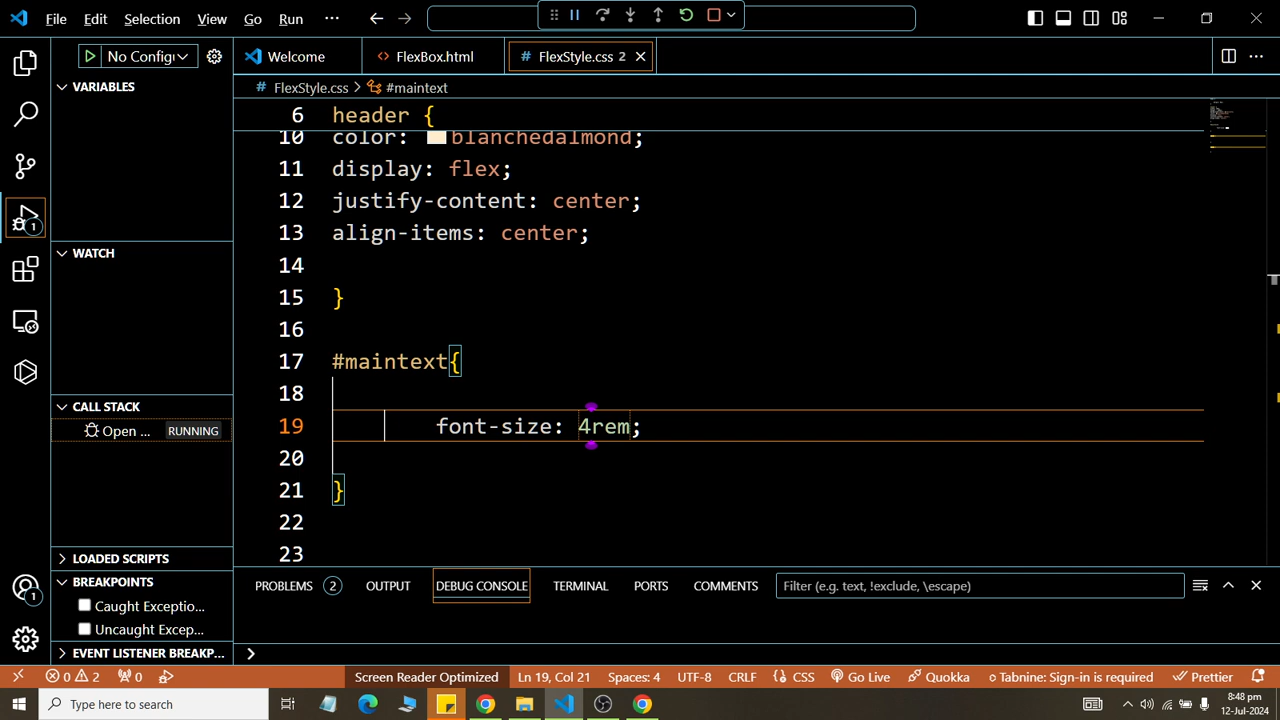 File Edit Selection View Go Run ···
No Configu
Welcome
FlexBox.html
# FlexStyle.css 2
VARIABLES
# FlexStyle.css > #maintext
6 header {
10 color: blanchedalmond;
11 display: flex;
12 justify-content: center;
13 align-items: center;
14
15 }
16
17 #maintext{
18
19 font-size: 4rem;
20
21 }
22
23
WATCH
CALL STACK
Open ... RUNNING
LOADED SCRIPTS
BREAKPOINTS
Caught Exceptio...
Uncaught Excep...
EVENT LISTENER BREAKP...
1
1
PROBLEMS 2 OUTPUT DEBUG CONSOLE TERMINAL PORTS COMMENTS Filter (e.g. text, !exclude, \escape)
>
0 2 0 Screen Reader Optimized Ln 19, Col 21 Spaces: 4 UTF-8 CRLF { } CSS Go Live Quokka Tabnine: Sign-in is required Prettier
Type here to search
8:48 pm
12-Jul-2024